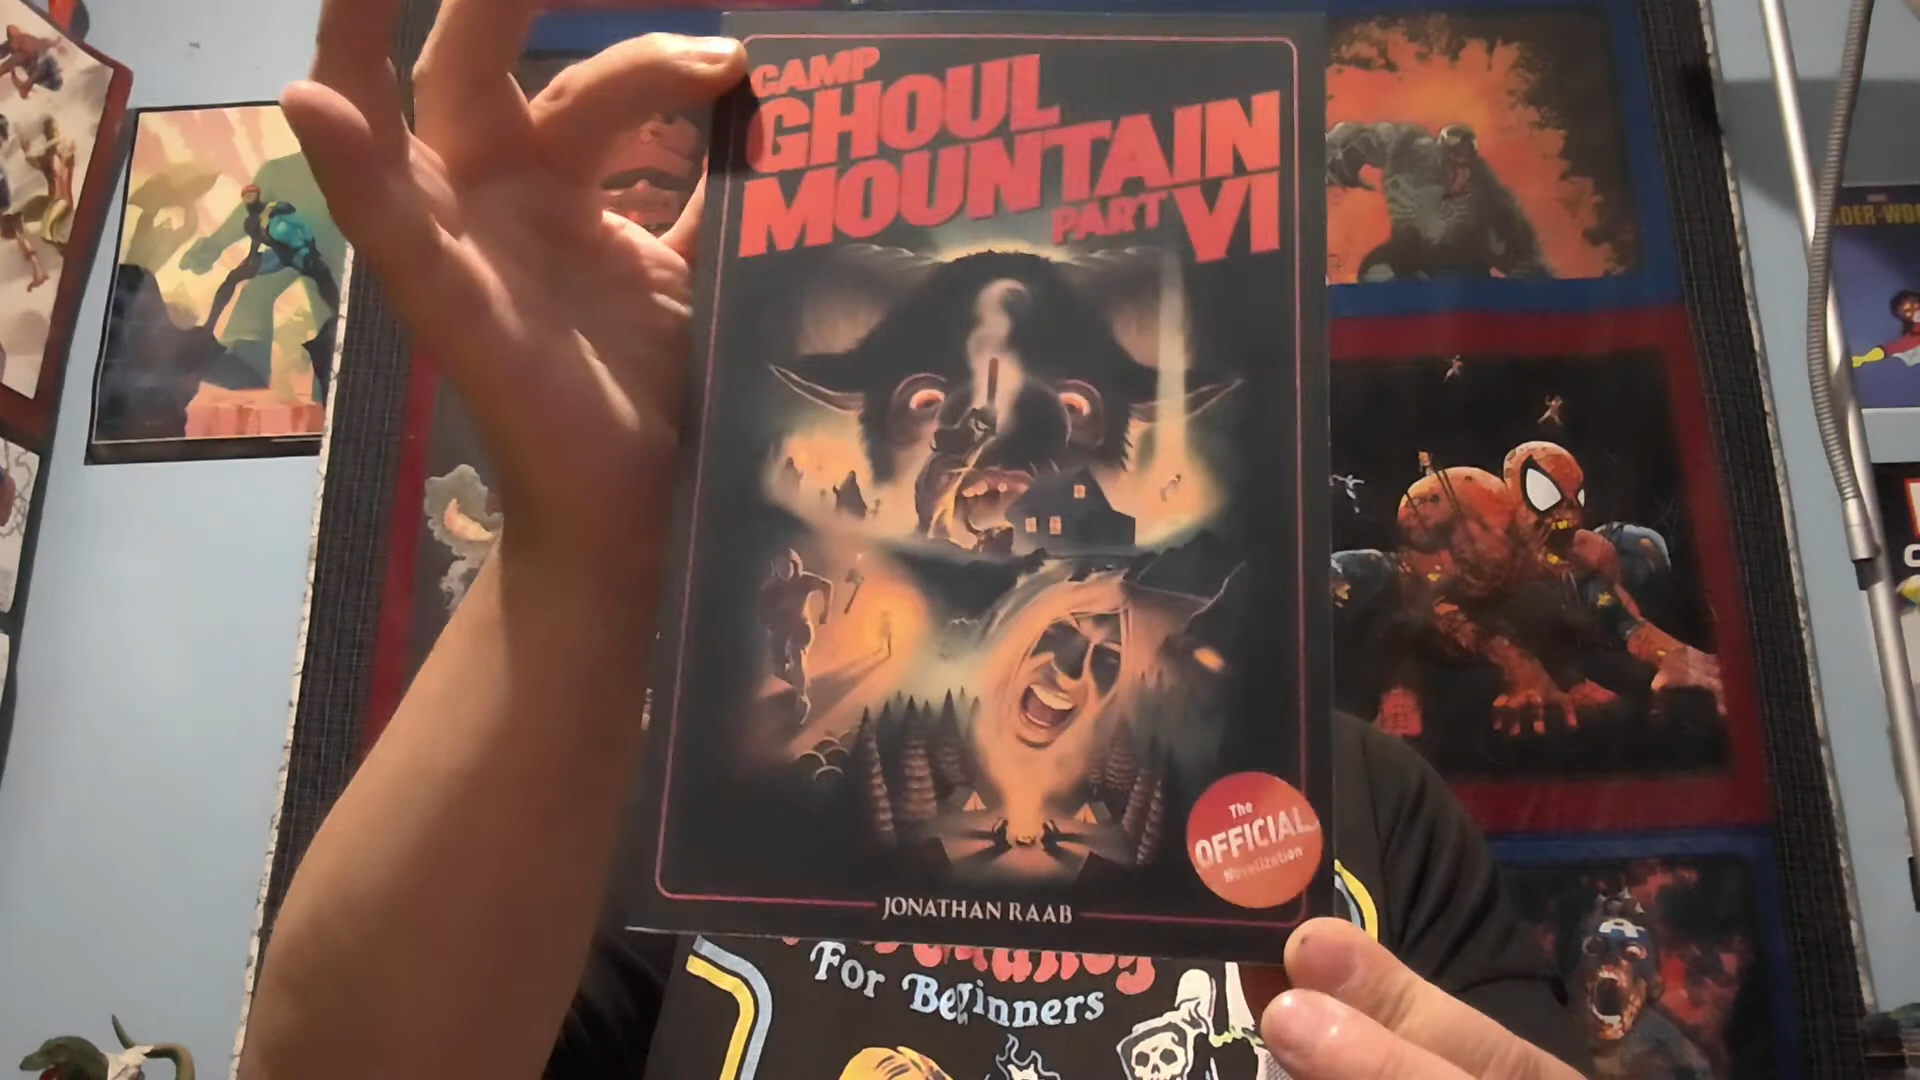 CAMP
GHOUL
MOUNTAIN
PART VI
The
OFFICIAL
Novelization
JONATHAN RAAB
For Beginners
A